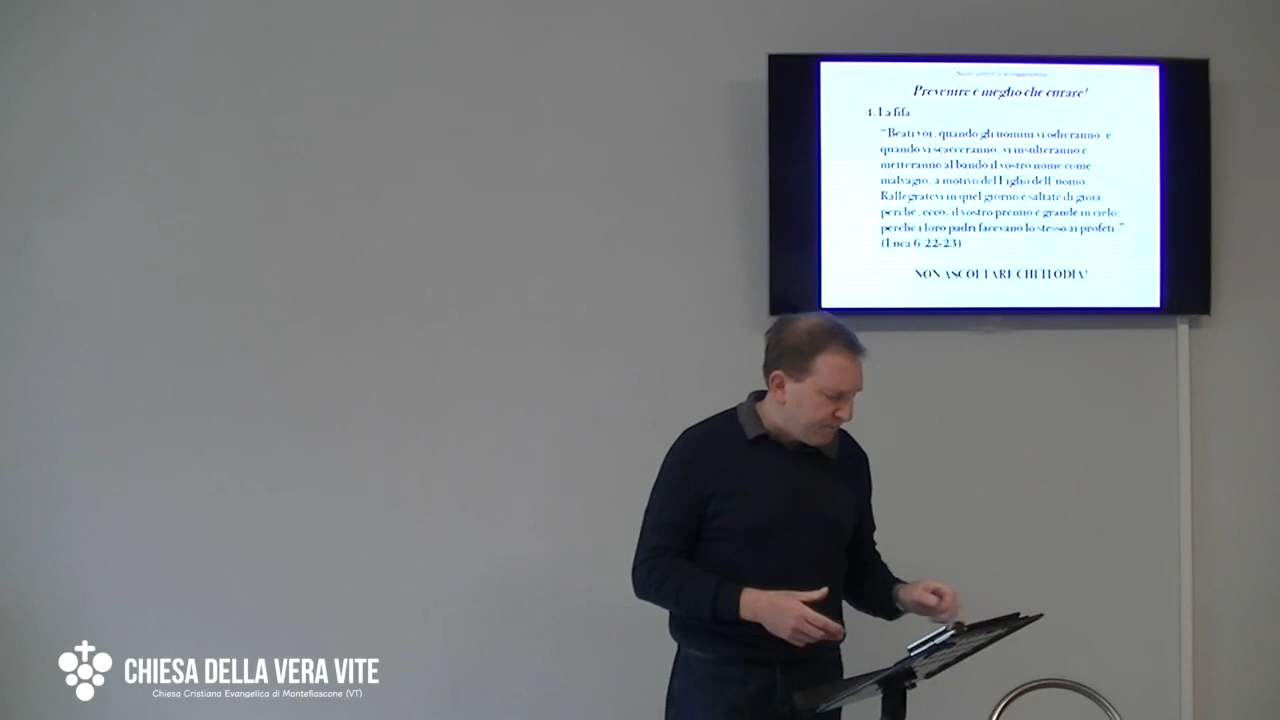 Prevenire è meglio che curare!
4. La fifa
"Beati voi, quando gli uomini vi odieranno, e
quando vi scacceranno, vi insulteranno e
metteranno al bando il vostro nome come
malvagio, a motivo del Figlio dell'uomo
Rallegratevi in quel giorno e saltate di gioia
perché, ecco, il vostro premio è grande in cielo;
perché i loro padri facevano lo stesso ai profeti."
(Luca 6:22-23)
NON ASCOLTARE CHI TI ODIA!
CHIESA DELLA VERA VITE
Chiesa Cristiana Evangelica di Montefiascone (VT)